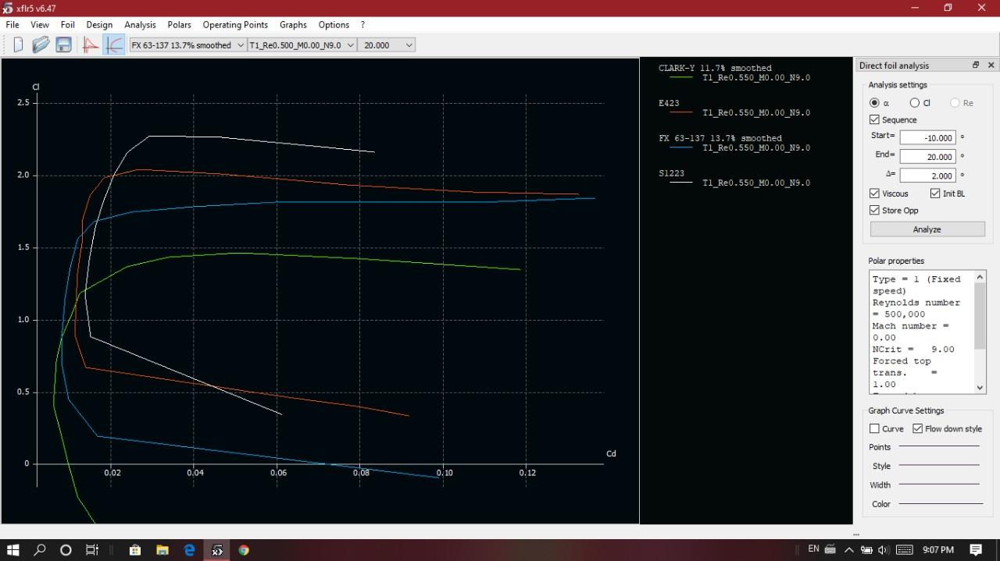 xflr5 v6.47
File View Foil Design Analysis Polars Operating Points Graphs Options ?
FX 63-137 13.7% smoothed T1_Re0.500_M0.00_N9.0 20.000
Cl
2.5
2.0
1.5
1.0
0.5
0
0.02 0.04 0.06 0.08 0.10 0.12
Cd
CLARK-Y 11.7% smoothed
T1_Re0.550_M0.00_N9.0
E423
T1_Re0.550_M0.00_N9.0
FX 63-137 13.7% smoothed
T1_Re0.550_M0.00_N9.0
S1223
T1_Re0.550_M0.00_N9.0
Direct foil analysis
Analysis settings
α Cl Re
Sequence
Start= -10.000 °
End= 20.000 °
Δ= 2.000 °
Viscous Init BL
Store Opp
Analyze
Polar properties
Type = 1 (Fixed
speed)
Reynolds number
= 500,000
Mach number =
0.00
NCrit = 9.00
Forced top
trans. =
1.00
Graph Curve Settings
Curve Flow down style
Points
Style
Width
Color
...
EN 9:07 PM